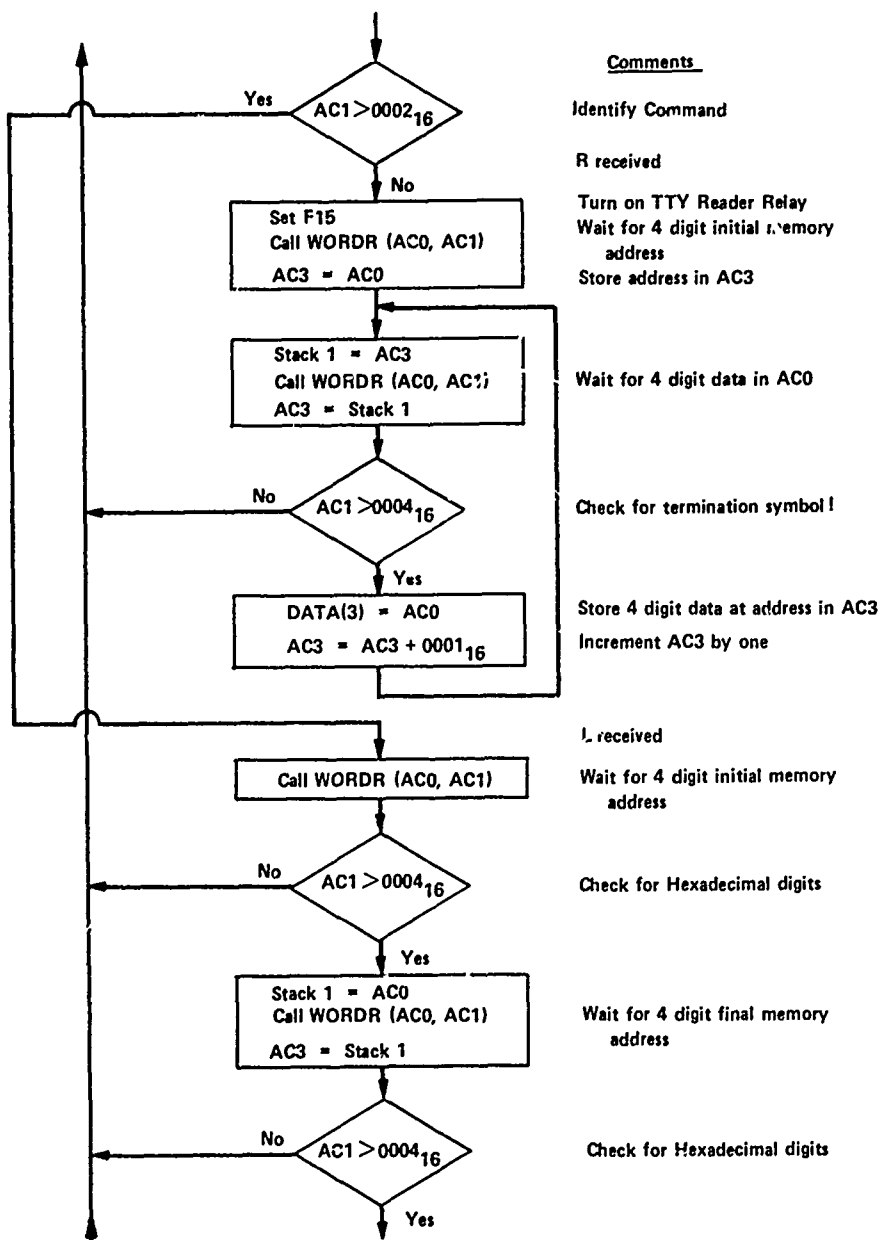 Comments
Yes
AC1 > 0002₁₆
Identify Command
R received
No
Set F15
Call WORDR (AC0, AC1)
AC3 = AC0
Turn on TTY Reader Relay
Wait for 4 digit initial memory
address
Store address in AC3
Stack 1 = AC3
Call WORDR (AC0, AC1)
AC3 = Stack 1
Wait for 4 digit data in AC0
No
AC1 > 0004₁₆
Check for termination symbol !
Yes
DATA(3) = AC0
AC3 = AC3 + 0001₁₆
Store 4 digit data at address in AC3
Increment AC3 by one
received
Call WORDR (AC0, AC1)
Wait for 4 digit initial memory
address
No
AC1 > 0004₁₆
Check for Hexadecimal digits
Yes
Stack 1 = AC0
Call WORDR (AC0, AC1)
AC3 = Stack 1
Wait for 4 digit final memory
address
No
AC1 > 0004₁₆
Check for Hexadecimal digits
Yes